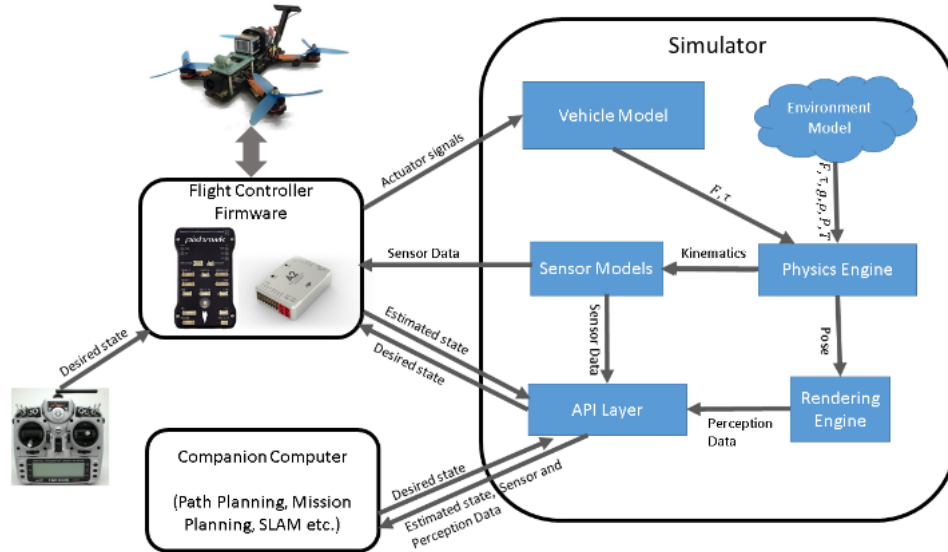 Simulator
Vehicle Model
Environment
Model
Actuator signals
F,τ
F,τ,g,ρ,P,T
Flight Controller
Firmware
pixhawk
A2
Sensor Data
Sensor Models
Kinematics
Physics Engine
Desired state
Estimated state
Desired state
Sensor Data
Pose
API Layer
Perception
Data
Rendering
Engine
Companion Computer
(Path Planning, Mission
Planning, SLAM etc.)
Desired state
Estimated state, Sensor and
Perception Data